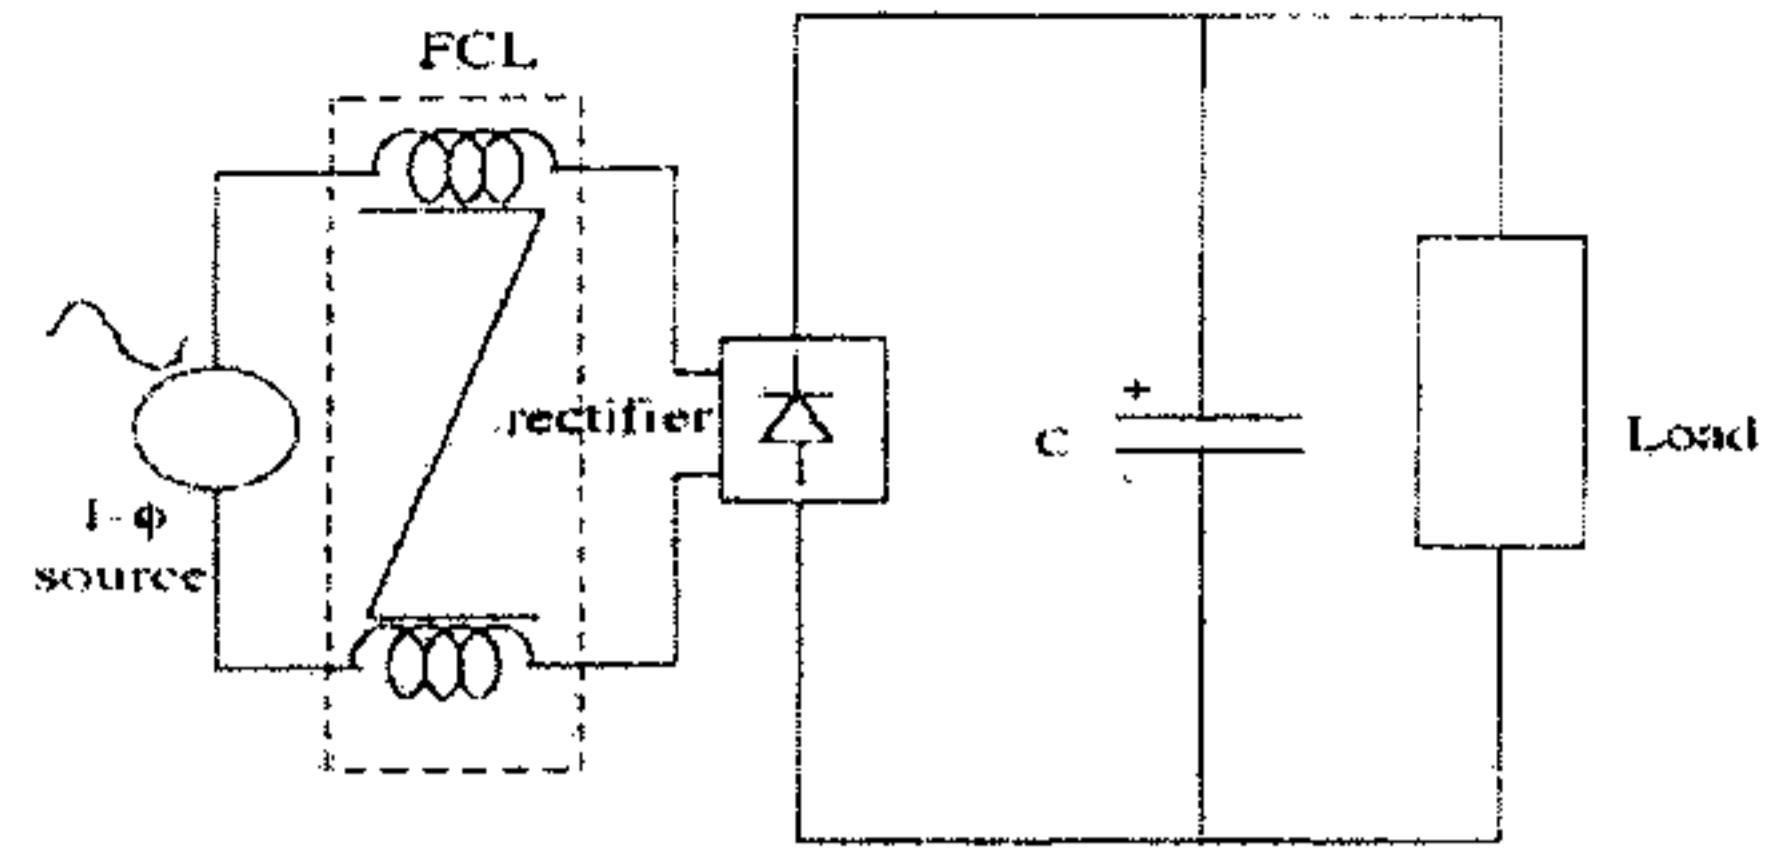 FCL
rectifier
+
C
-
Load
1-φ
source